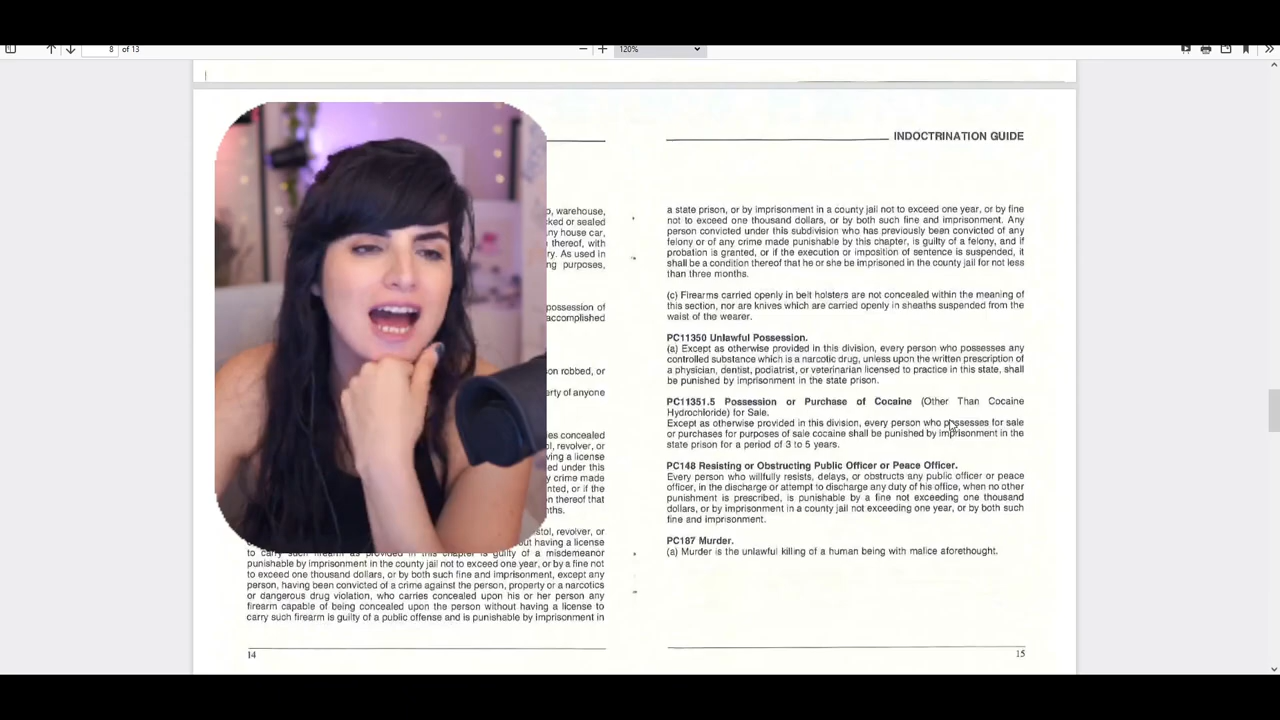 8 of 13
120%
p, warehouse,
cked or sealed
ny house car,
thereof, with
ry. As used in
ng purposes,
possession of
accomplished
son robbed, or
erty of anyone
es concealed
ol, revolver, or
ving a license
ed under this
y crime made
nted, or if the
n thereof that
nths.
stol, revolver, or
out having a license
to carry such firearm as provided in this chapter is guilty of a misdemeanor
punishable by imprisonment in the county jail not to exceed one year, or by a fine not
to exceed one thousand dollars, or by both such fine and imprisonment, except any
person, having been convicted of a crime against the person, property or a narcotics
or dangerous drug violation, who carries concealed upon his or her person any
firearm capable of being concealed upon the person without having a license to
carry such firearm is guilty of a public offense and is punishable by imprisonment in
14
INDOCTRINATION GUIDE
a state prison, or by imprisonment in a county jail not to exceed one year, or by fine
not to exceed one thousand dollars, or by both such fine and imprisonment. Any
person convicted under this subdivision who has previously been convicted of any
felony or of any crime made punishable by this chapter, is guilty of a felony, and if
probation is granted, or if the execution or imposition of sentence is suspended, it
shall be a condition thereof that he or she be imprisoned in the county jail for not less
than three months.
(c) Firearms carried openly in belt holsters are not concealed within the meaning of
this section, nor are knives which are carried openly in sheaths suspended from the
waist of the wearer.
PC11350 Unlawful Possession.
(a) Except as otherwise provided in this division, every person who possesses any
controlled substance which is a narcotic drug, unless upon the written prescription of
a physician, dentist, podiatrist, or veterinarian licensed to practice in this state, shall
be punished by imprisonment in the state prison.
PC11351.5 Possession or Purchase of Cocaine (Other Than Cocaine
Hydrochloride) for Sale.
Except as otherwise provided in this division, every person who possesses for sale
or purchases for purposes of sale cocaine shall be punished by imprisonment in the
state prison for a period of 3 to 5 years.
PC148 Resisting or Obstructing Public Officer or Peace Officer.
Every person who willfully resists, delays, or obstructs any public officer or peace
officer, in the discharge or attempt to discharge any duty of his office, when no other
punishment is prescribed, is punishable by a fine not exceeding one thousand
dollars, or by imprisonment in a county jail not exceeding one year, or by both such
fine and imprisonment.
PC187 Murder.
(a) Murder is the unlawful killing of a human being with malice aforethought.
15